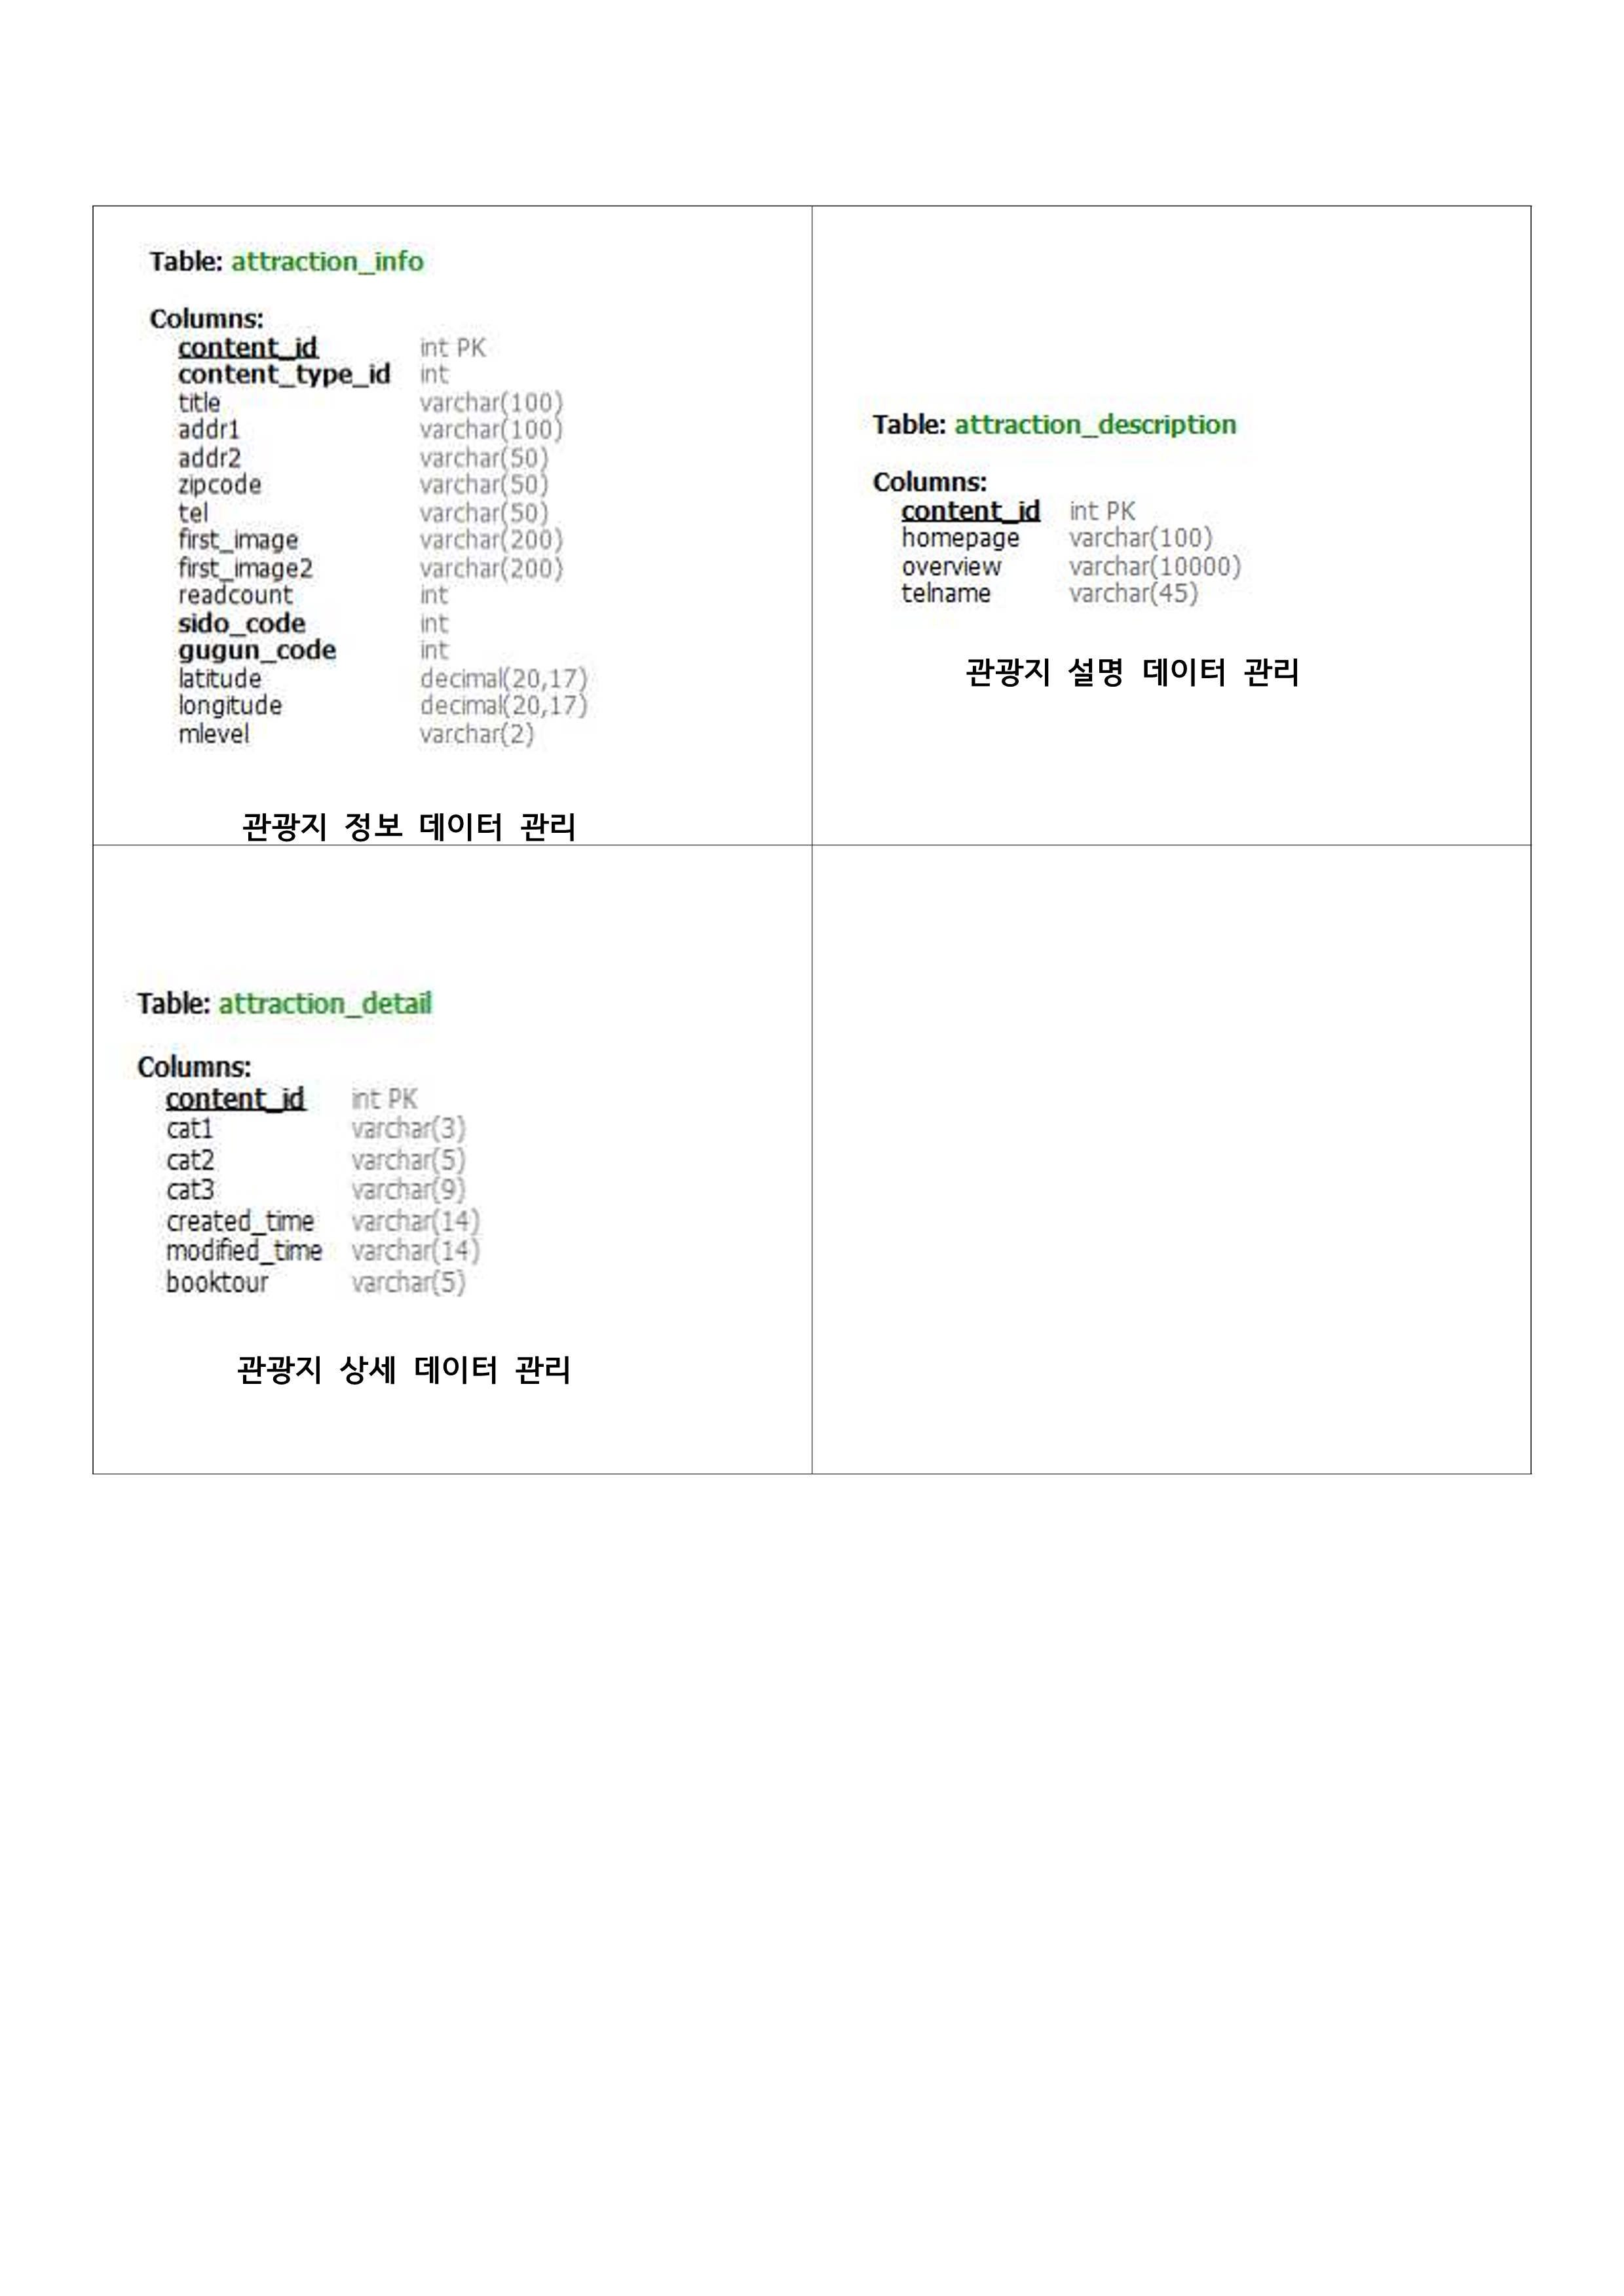 Table: attraction_info
Columns:
content_id int PK
content_type_id int
title varchar(100)
addr1 varchar(100)
addr2 varchar(50)
zipcode varchar(50)
tel varchar(50)
first_image varchar(200)
first_image2 varchar(200)
readcount int
sido_code int
gugun_code int
latitude decimal(20,17)
longitude decimal(20,17)
mlevel varchar(2)
관광지 정보 데이터 관리
Table: attraction_description
Columns:
content_id int PK
homepage varchar(100)
overview varchar(10000)
telname varchar(45)
관광지 설명 데이터 관리
Table: attraction_detail
Columns:
content_id int PK
cat1 varchar(3)
cat2 varchar(5)
cat3 varchar(9)
created_time varchar(14)
modified_time varchar(14)
booktour varchar(5)
관광지 상세 데이터 관리